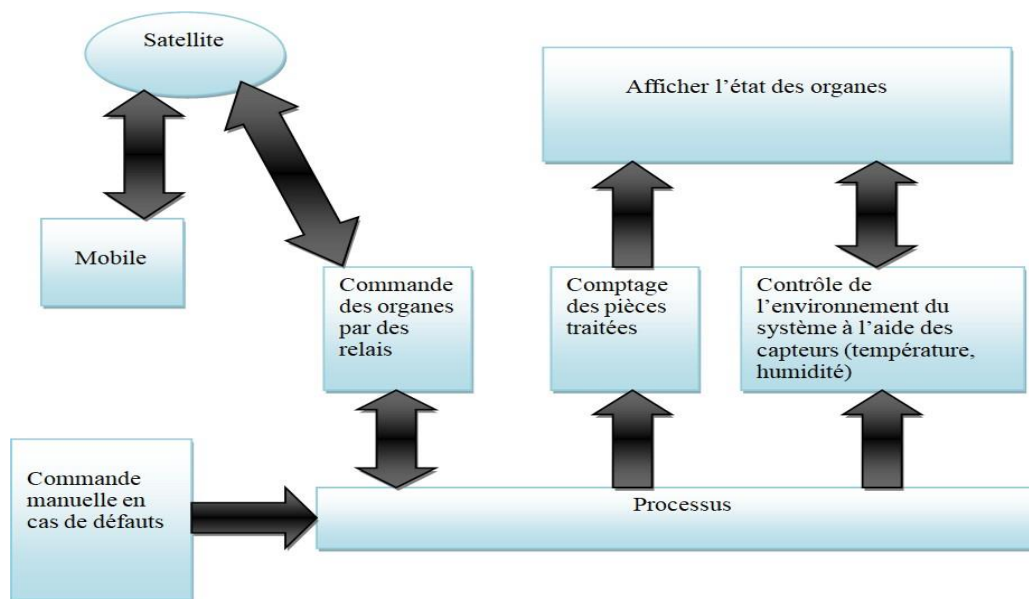 Satellite
Afficher l’état des organes
Mobile
Commande
des organes
par des
relais
Comptage
des pièces
traitées
Contrôle de
l’environnement du
système à l’aide des
capteurs (température,
humidité)
Commande
manuelle en
cas de défauts
Processus